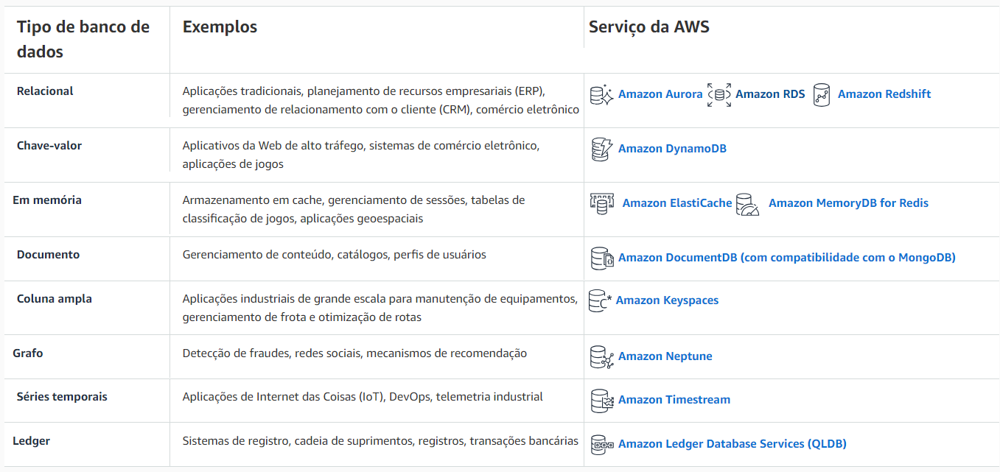 Tipo de banco de
dados
Exemplos
Serviço da AWS
Relacional
Aplicações tradicionais, planejamento de recursos empresariais (ERP),
gerenciamento de relacionamento com o cliente (CRM), comércio eletrônico
Amazon Aurora Amazon RDS Amazon Redshift
Chave-valor
Aplicativos da Web de alto tráfego, sistemas de comércio eletrônico,
aplicações de jogos
Amazon DynamoDB
Em memória
Armazenamento em cache, gerenciamento de sessões, tabelas de
classificação de jogos, aplicações geoespaciais
Amazon ElastiCache Amazon MemoryDB for Redis
Documento
Gerenciamento de conteúdo, catálogos, perfis de usuários
Amazon DocumentDB (com compatibilidade com o MongoDB)
Coluna ampla
Aplicações industriais de grande escala para manutenção de equipamentos,
gerenciamento de frota e otimização de rotas
Amazon Keyspaces
Grafo
Detecção de fraudes, redes sociais, mecanismos de recomendação
Amazon Neptune
Séries temporais
Aplicações de Internet das Coisas (IoT), DevOps, telemetria industrial
Amazon Timestream
Ledger
Sistemas de registro, cadeia de suprimentos, registros, transações bancárias
Amazon Ledger Database Services (QLDB)